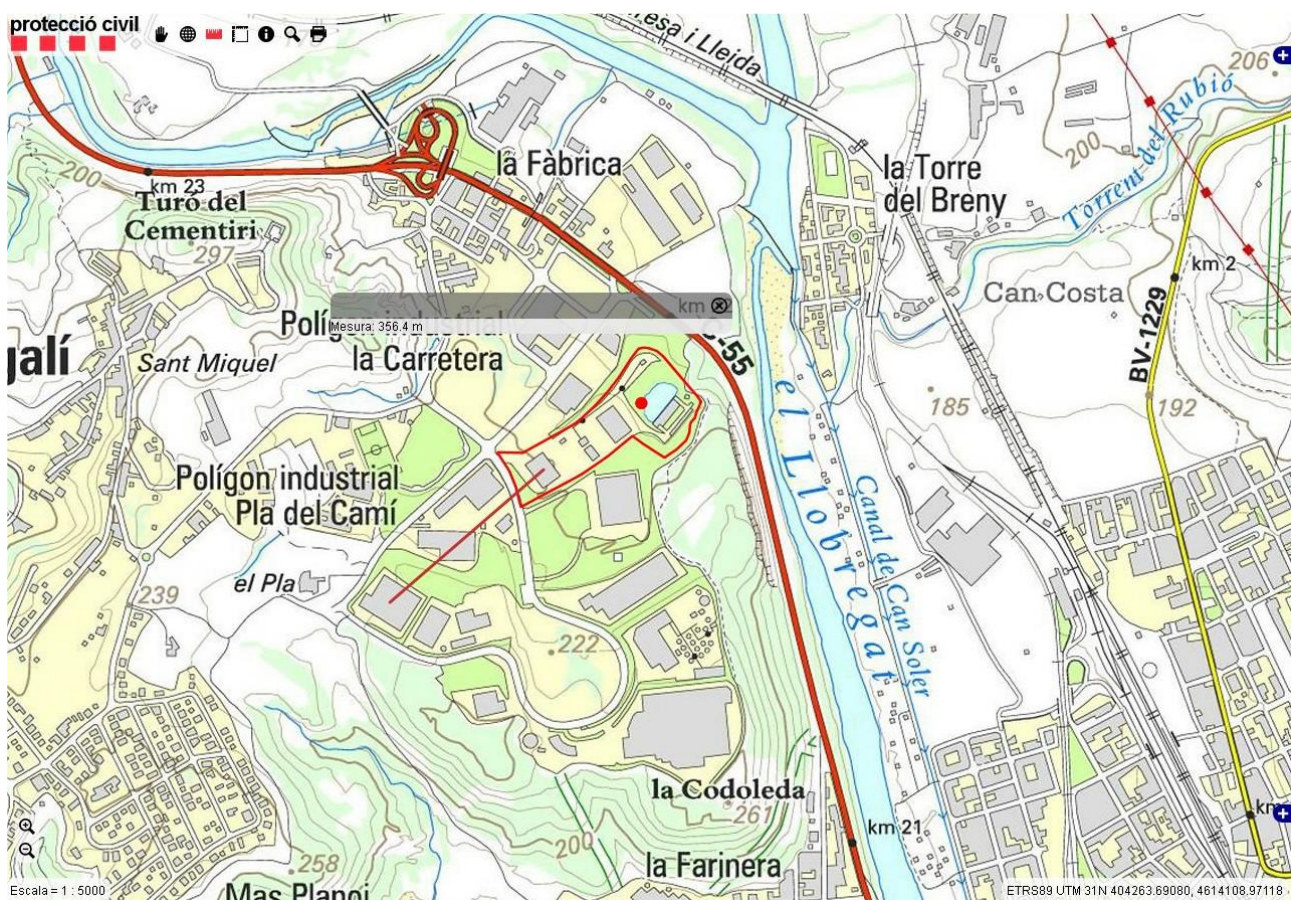 protecció civil
esa i Lleida
206
Torrent del Rubió
200
la Fàbrica
la Torre
del Breny
200
km 23
Turó del
Cementiri
297
km 2
Can Costa
km
Mesura: 356.4 m
Polígon industrial
la Carretera
-55
BV-1229
galí
Sant Miquel
185
192
el Llobregat
Canal de Can Soler
Polígon industrial
Pla del Camí
el Pla
239
222
la Codoleda
261
km 21
200
la Farinera
258
Mas Planoi
Escala = 1 : 5000
ETRS89 UTM 31N 404263.69080, 4614108.97118